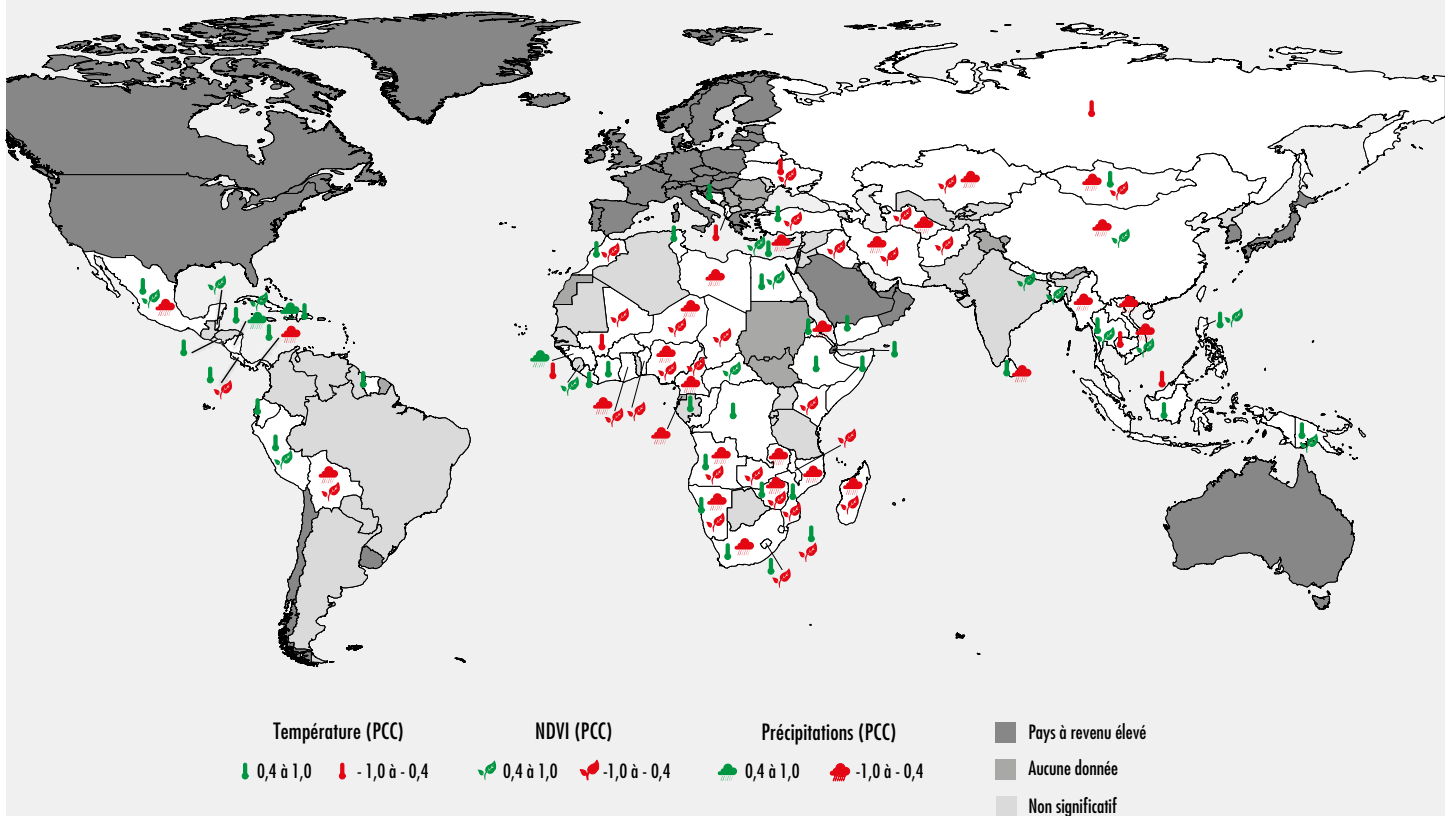 Température (PCC)
0,4 à 1,0
- 1,0 à - 0,4
NDVI (PCC)
0,4 à 1,0
-1,0 à - 0,4
Précipitations (PCC)
0,4 à 1,0
-1,0 à - 0,4
Pays à revenu élevé
Aucune donnée
Non significatif